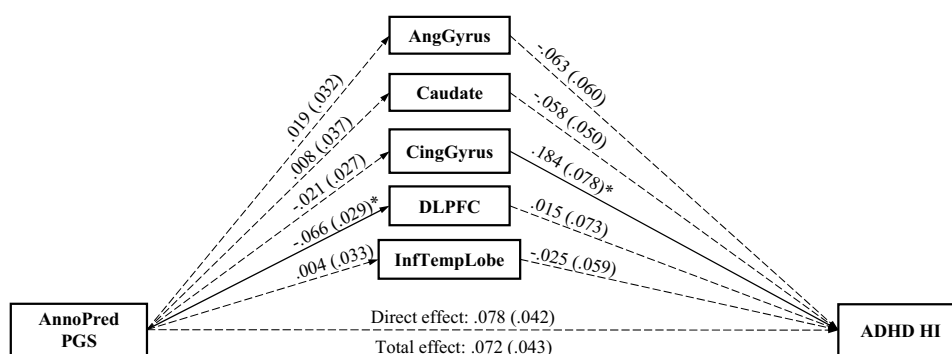 AngGyrus
.019 (.032)
-.063 (.060)
Caudate
.008 (.037)
-.058 (.050)
CingGyrus
-.021 (.027)
.184 (.078)*
DLPFC
-.066 (.029)*
.015 (.073)
InfTempLobe
.004 (.033)
-.025 (.059)
AnnoPred
PGS
Direct effect: .078 (.042)
Total effect: .072 (.043)
ADHD HI